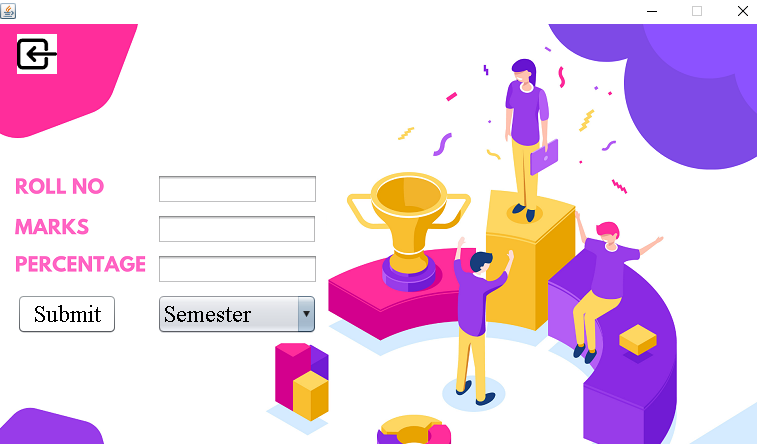 ROLL NO
MARKS
PERCENTAGE
Submit
Semester